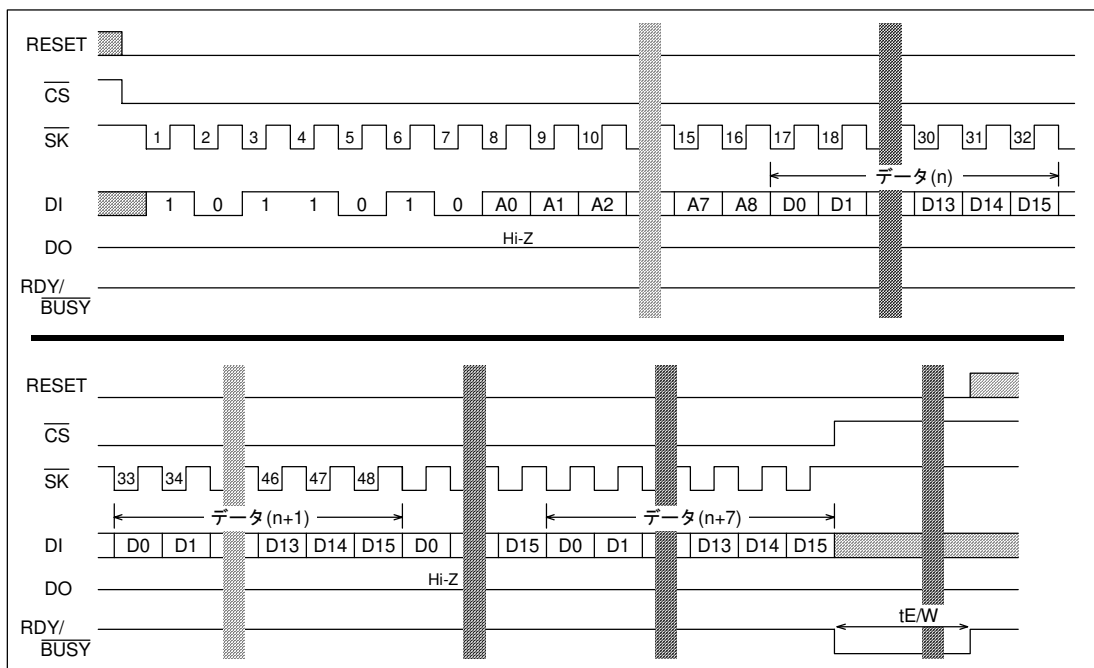 RESET
CS
SK 1 2 3 4 5 6 7 8 9 10 15 16 17 18 30 31 32
データ(n)
DI 1 0 1 1 0 1 0 A0 A1 A2 A7 A8 D0 D1 D13 D14 D15
Hi-Z
DO
RDY/
BUSY
RESET
CS
SK 33 34 46 47 48
データ(n+1) データ(n+7)
DI D0 D1 D13 D14 D15 D0 D15 D0 D1 D13 D14 D15
Hi-Z
DO
tE/W
RDY/
BUSY